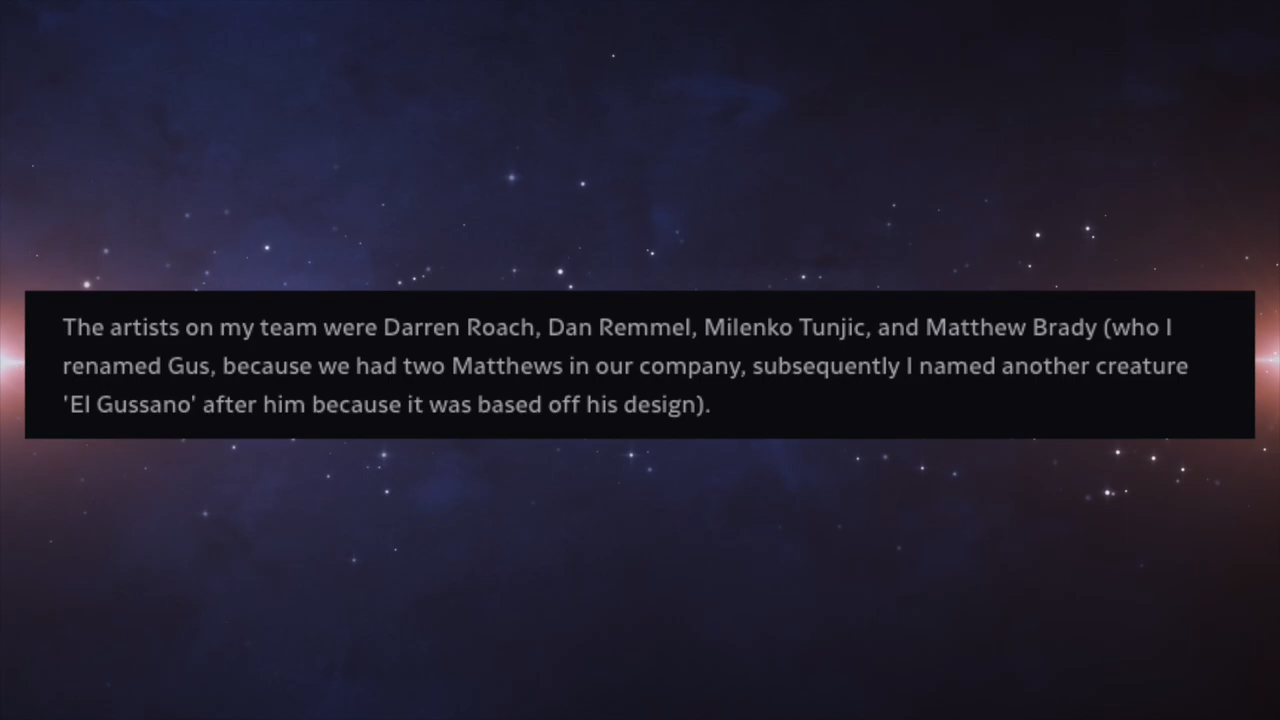 The artists on my team were Darren Roach, Dan Remmel, Milenko Tunjic, and Matthew Brady (who I
renamed Gus, because we had two Matthews in our company, subsequently I named another creature
'El Gussano' after him because it was based off his design).